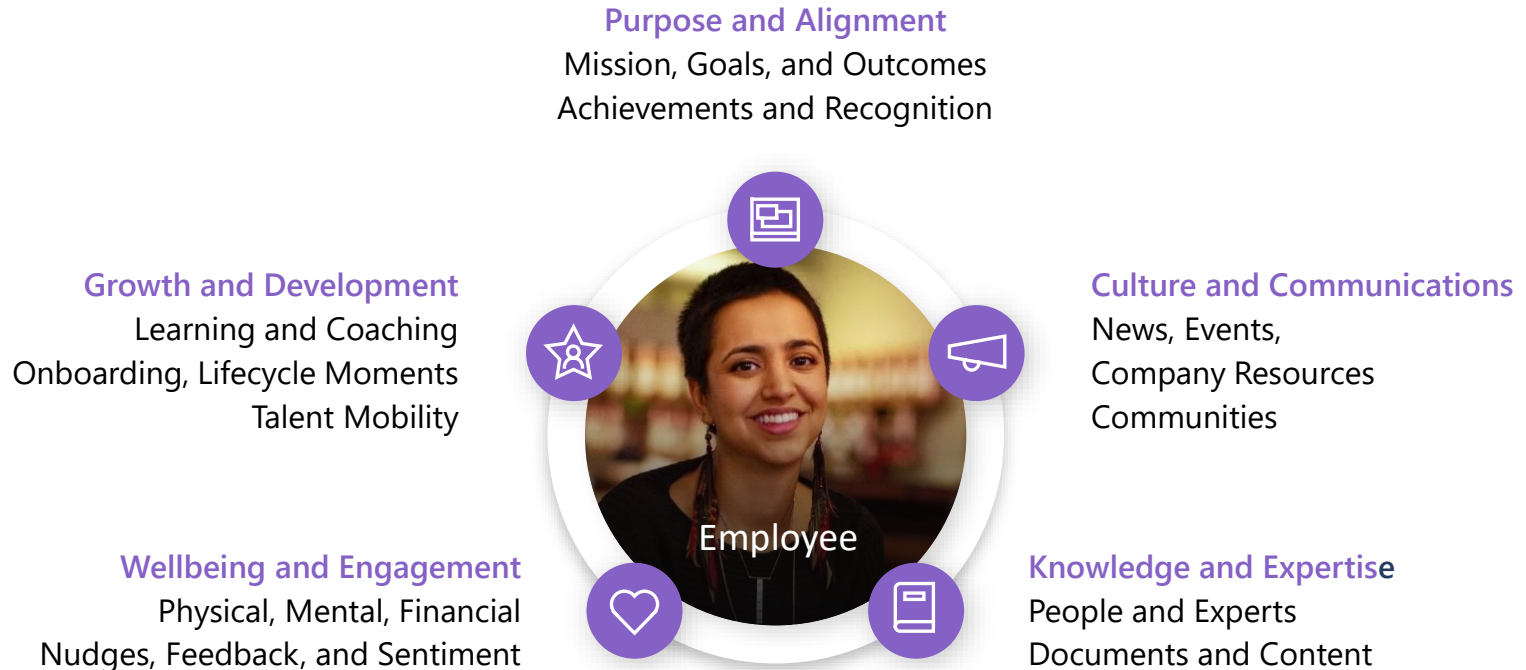 Purpose and Alignment
Mission, Goals, and Outcomes
Achievements and Recognition
Growth and Development
Learning and Coaching
Onboarding, Lifecycle Moments
Talent Mobility
Culture and Communications
News, Events,
Company Resources
Communities
Employee
Wellbeing and Engagement
Physical, Mental, Financial
Nudges, Feedback, and Sentiment
Knowledge and Expertise
People and Experts
Documents and Content